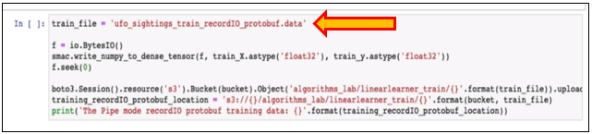 In [ ]: train_file = 'ufo_sightings_train_recordIO_protobuf.data'
f = io.BytesIO()
smac.write_numpy_to_dense_tensor(f, train_X.astype('float32'), train_y.astype('float32'))
f.seek(0)
boto3.Session().resource('s3').Bucket(bucket).Object('algorithms_lab/linearlearner_train/{}'.format(train_file)).upload
training_recordIO_protobuf_location = 's3://{}/algorithms_lab/linearlearner_train/{}'.format(bucket, train_file)
print('The Pipe mode recordIO protobuf training data: {}'.format(training_recordIO_protobuf_location))